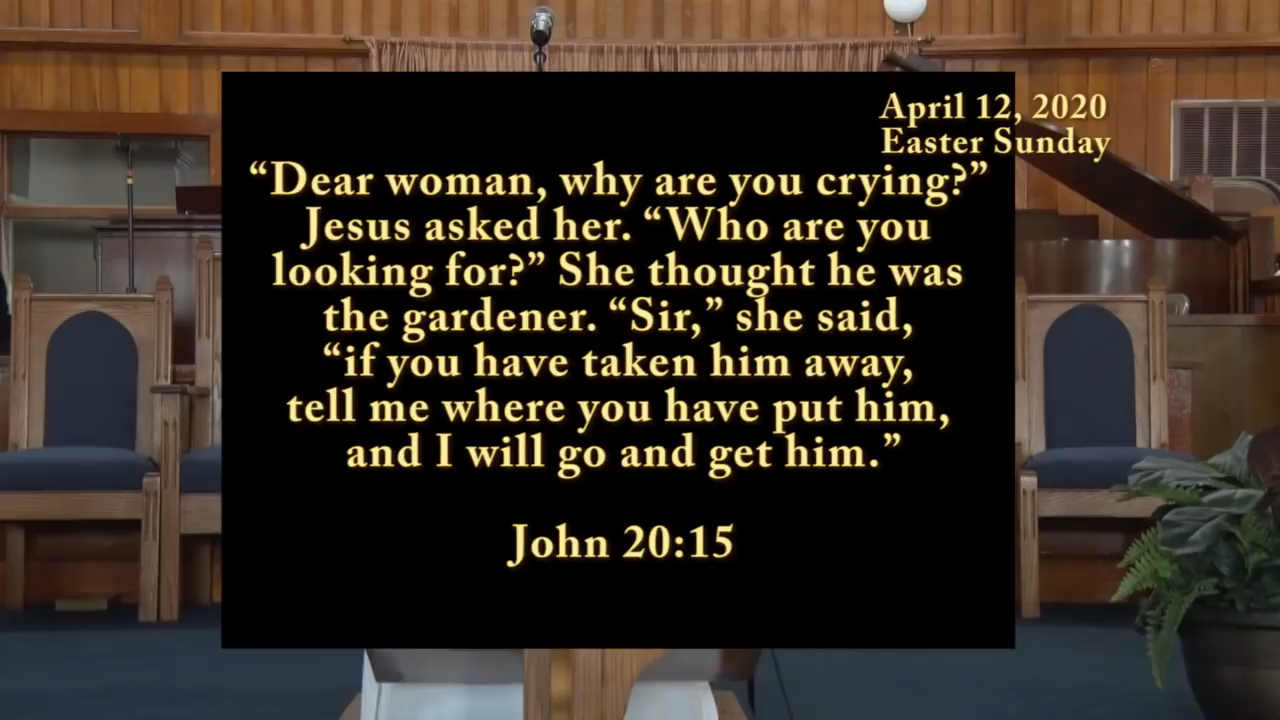 April 12, 2020
Easter Sunday
“Dear woman, why are you crying?”
Jesus asked her. “Who are you
looking for?” She thought he was
the gardener. “Sir,” she said,
“if you have taken him away,
tell me where you have put him,
and I will go and get him.”
John 20:15